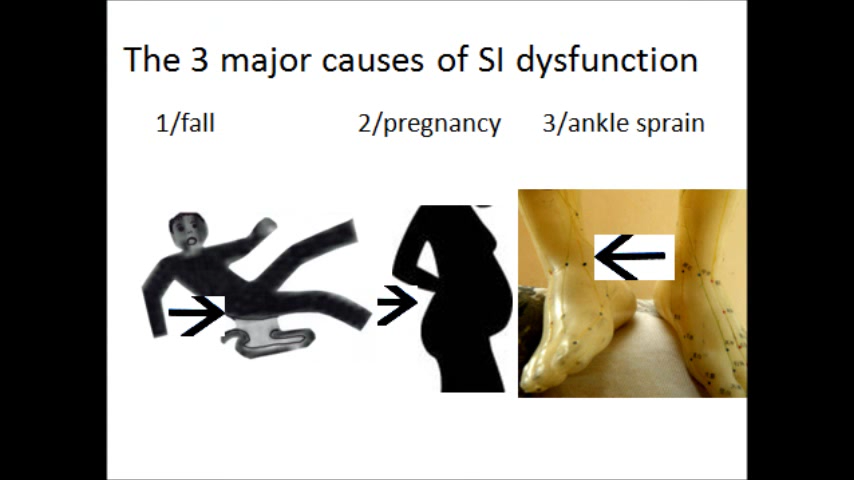 The 3 major causes of SI dysfunction
1/fall 2/pregnancy 3/ankle sprain